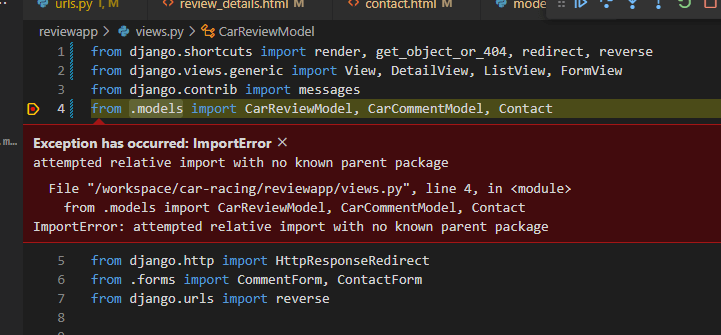 urls.py 1, M
review_details.html M
contact.html M
mode
reviewapp > views.py > CarReviewModel
1 from django.shortcuts import render, get_object_or_404, redirect, reverse
2 from django.views.generic import View, DetailView, ListView, FormView
3 from django.contrib import messages
4 from .models import CarReviewModel, CarCommentModel, Contact
.m...
Exception has occurred: ImportError ×
attempted relative import with no known parent package
File "/workspace/car-racing/reviewapp/views.py", line 4, in <module>
from .models import CarReviewModel, CarCommentModel, Contact
ImportError: attempted relative import with no known parent package
5 from django.http import HttpResponseRedirect
6 from .forms import CommentForm, ContactForm
7 from django.urls import reverse
8